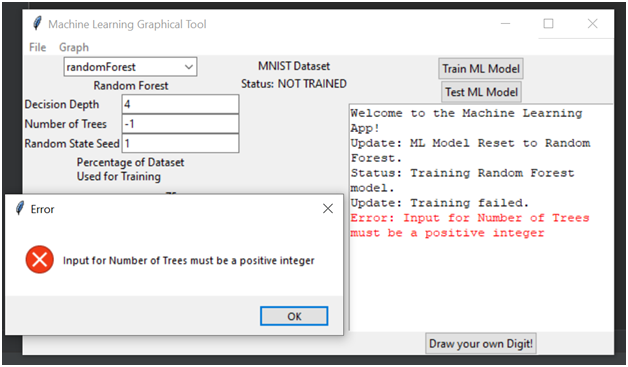 Machine Learning Graphical Tool
File Graph
randomForest
Random Forest
Decision Depth 4
Number of Trees -1
Random State Seed 1
Percentage of Dataset
Used for Training
MNIST Dataset
Status: NOT TRAINED
Train ML Model
Test ML Model
Welcome to the Machine Learning
App!
Update: ML Model Reset to Random
Forest.
Status: Training Random Forest
model.
Update: Training failed.
Error: Input for Number of Trees
must be a positive integer
Error
Input for Number of Trees must be a positive integer
OK
Draw your own Digit!